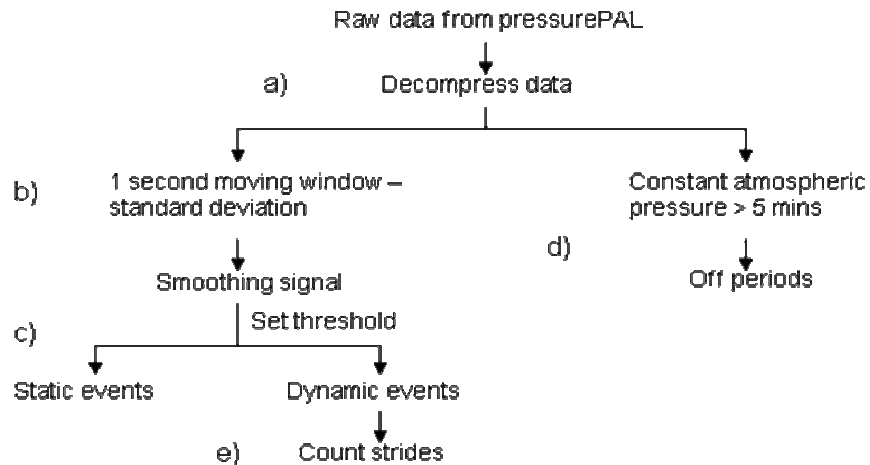 Raw data from pressurePAL
a)
Decompress data
b)
1 second moving window –
standard deviation
Constant atmospheric
pressure > 5 mins
d)
Smoothing signal
Off periods
Set threshold
c)
Static events
Dynamic events
e)
Count strides